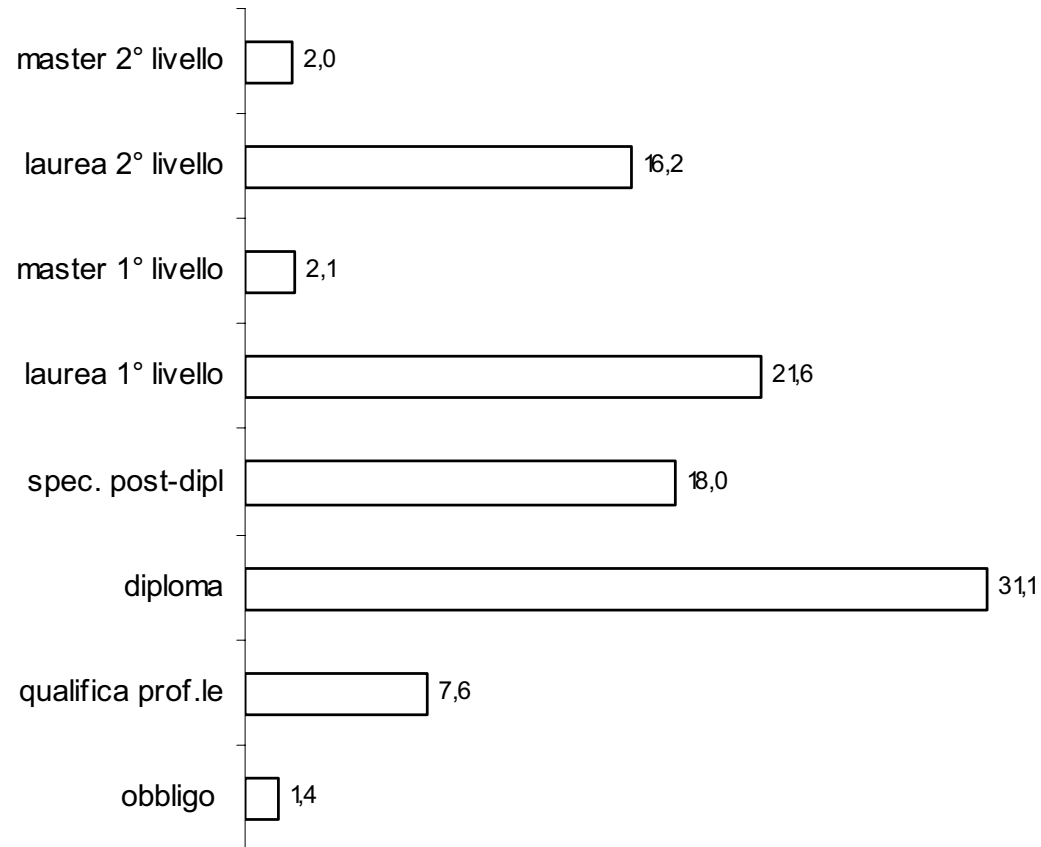 master 2° livello 2,0
laurea 2° livello 16,2
master 1° livello 2,1
laurea 1° livello 21,6
spec. post-dipl 18,0
diploma 31,1
qualifica prof.le 7,6
obbligo 1,4